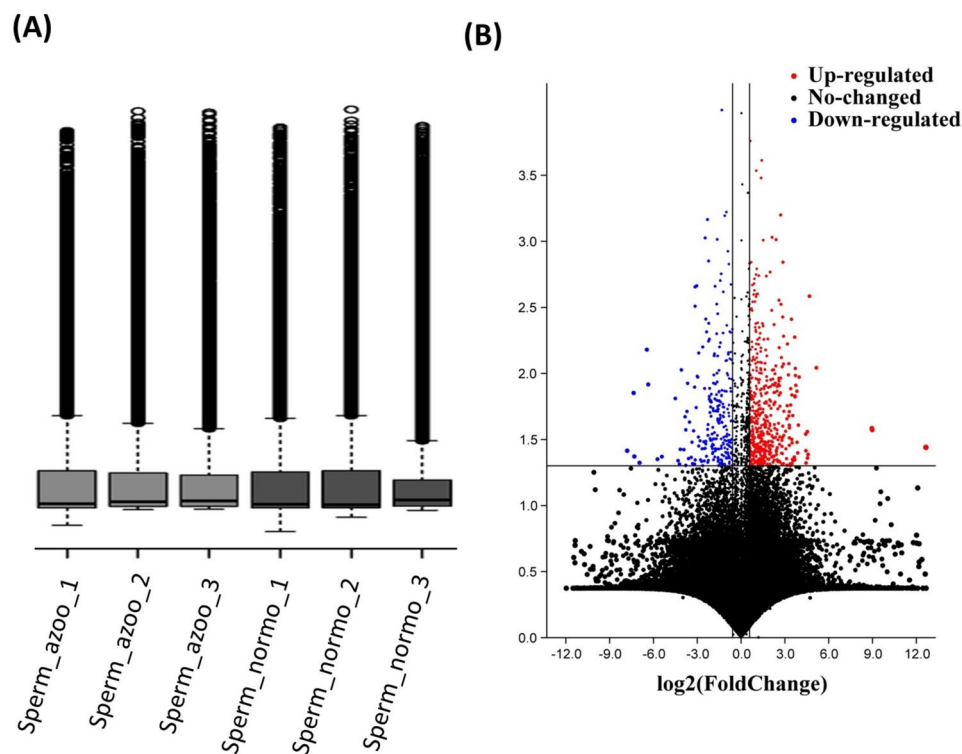 (A)
Sperm_azoo_1
Sperm_azoo_2
Sperm_azoo_3
Sperm_normo_1
Sperm_normo_2
Sperm_normo_3
(B)
Up-regulated
No-changed
Down-regulated
3.5
3.0
2.5
2.0
1.5
1.0
0.5
0.0
-12.0 -9.0 -6.0 -3.0 0.0 3.0 6.0 9.0 12.0
log2(FoldChange)